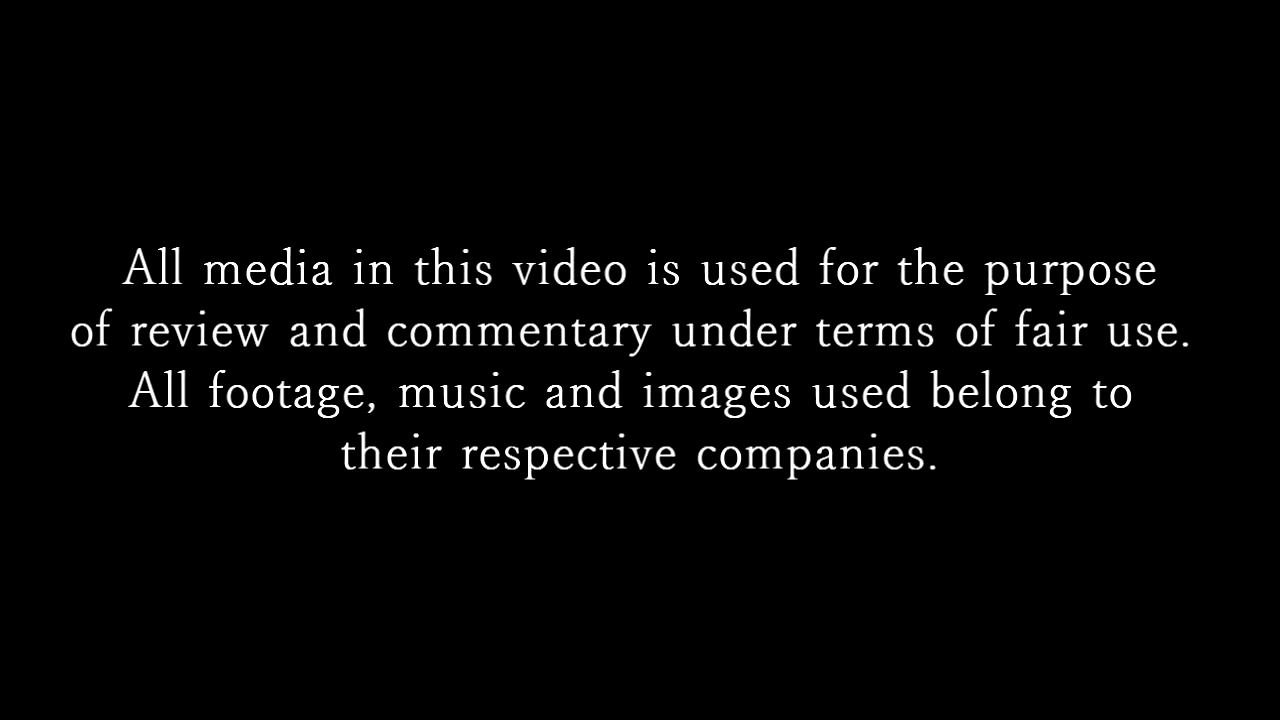 All media in this video is used for the purpose
of review and commentary under terms of fair use.
All footage, music and images used belong to
their respective companies.